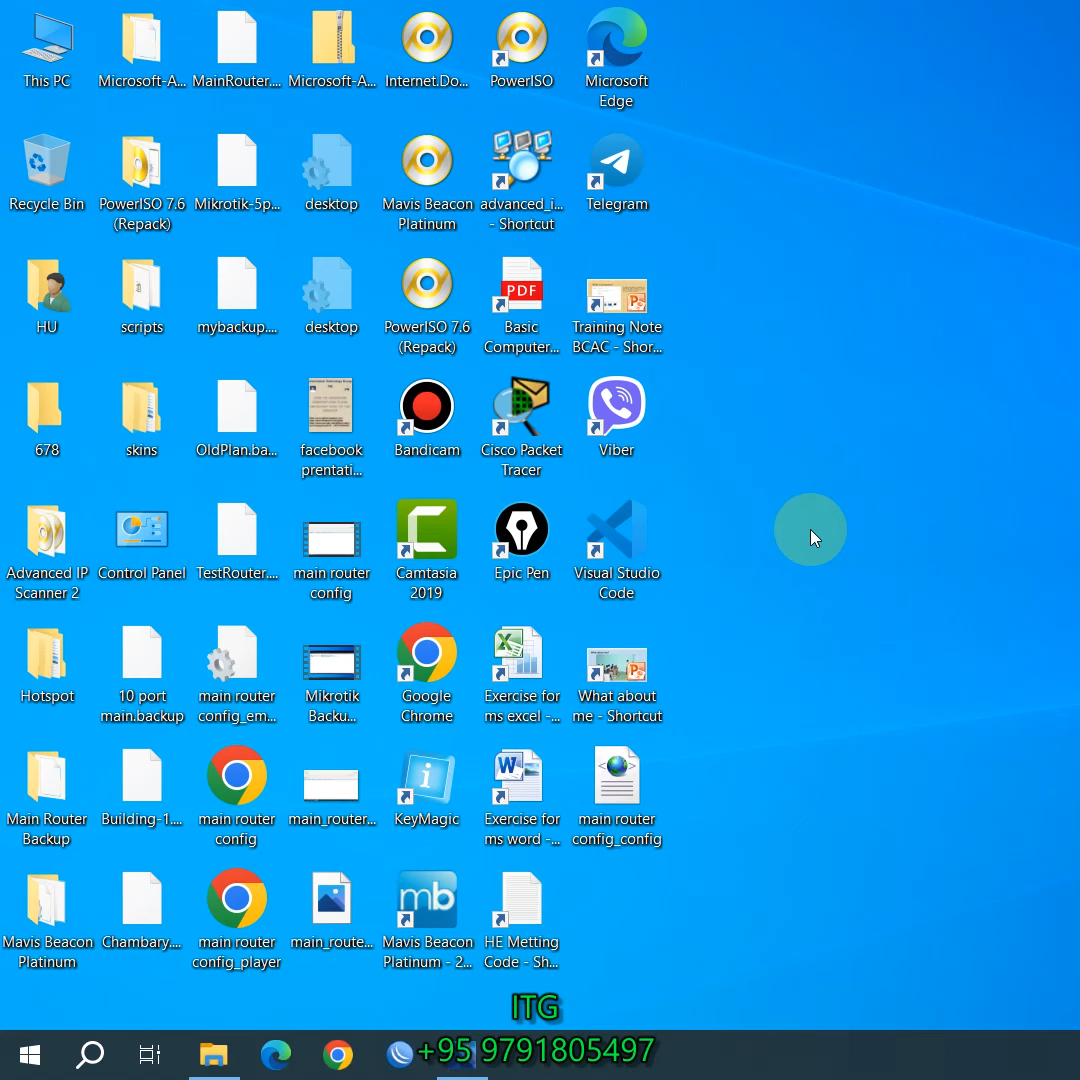 This PC
Microsoft-A...
MainRouter....
Microsoft-A...
Internet.Do...
PowerISO
Microsoft
Edge
Recycle Bin
PowerISO 7.6
(Repack)
Mikrotik-5p...
desktop
Mavis Beacon
Platinum
advanced_i...
- Shortcut
Telegram
HU
scripts
mybackup....
desktop
PowerISO 7.6
(Repack)
PDF
Basic
Computer...
Training Note
BCAC - Shor...
678
skins
OldPlan.ba...
facebook
prentati...
Bandicam
Cisco Packet
Tracer
Viber
Advanced IP
Scanner 2
Control Panel
TestRouter....
main router
config
Camtasia
2019
Epic Pen
Visual Studio
Code
Hotspot
10 port
main.backup
main router
config_em...
Mikrotik
Backu...
Google
Chrome
Exercise for
ms excel -...
What about
me - Shortcut
Main Router
Backup
Building-1....
main router
config
main_router...
KeyMagic
Exercise for
ms word -...
main router
config_config
Mavis Beacon
Platinum
Chambary....
main router
config_player
main_route...
mb
Mavis Beacon
Platinum - 2...
HE Metting
Code - Sh...
ITG
+95 9791805497